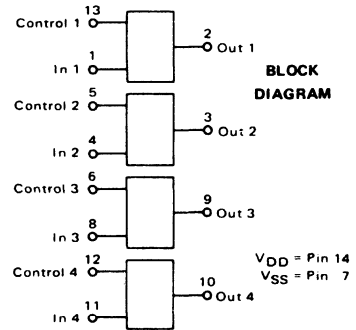 13
Control 1
2
Out 1
1
In 1
BLOCK
DIAGRAM
5
Control 2
3
Out 2
4
In 2
6
Control 3
9
Out 3
8
In 3
VDD = Pin 14
VSS = Pin 7
12
Control 4
10
Out 4
11
In 4